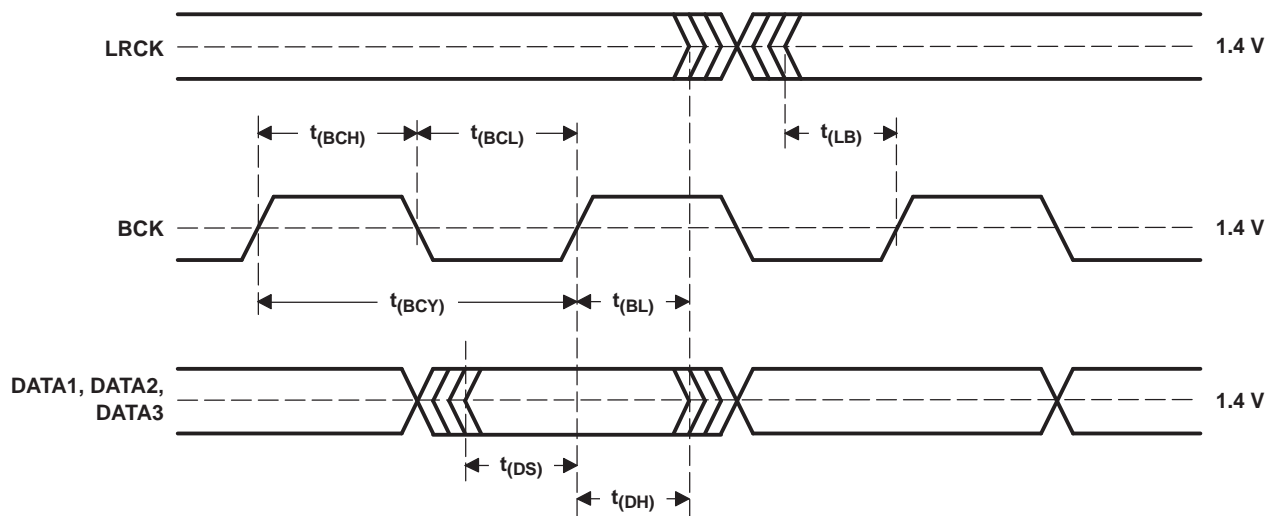 LRCK
1.4 V
t(BCH)
t(BCL)
t(LB)
BCK
1.4 V
t(BCY)
t(BL)
DATA1, DATA2,
DATA3
1.4 V
t(DS)
t(DH)